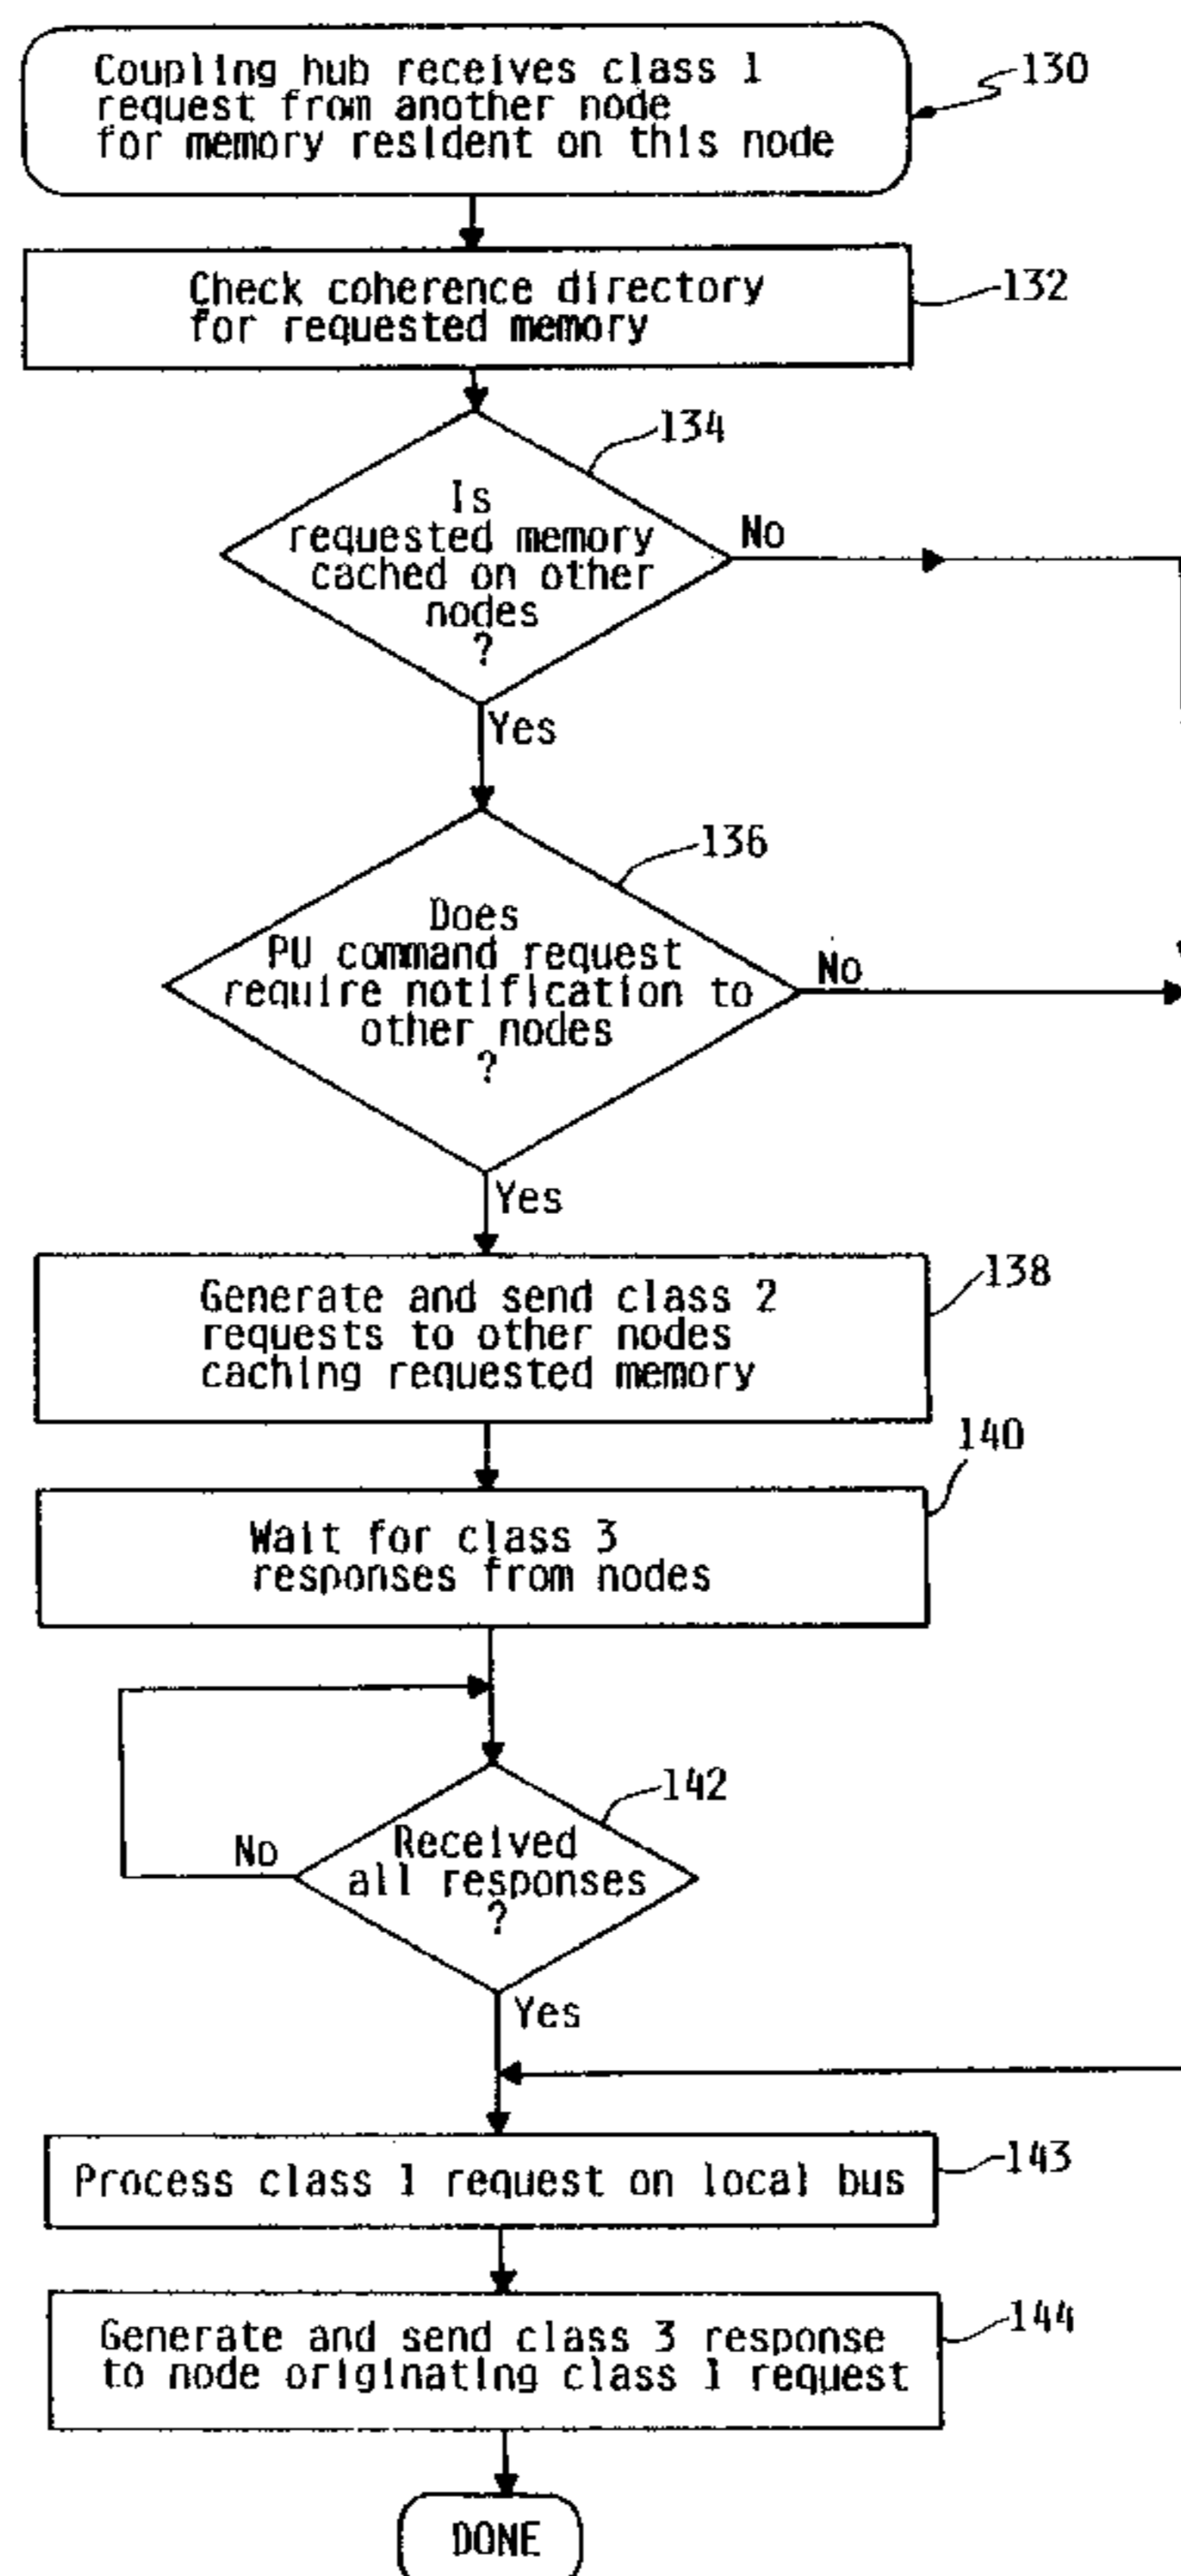 Coupling hub receives class 1
request from another node
for memory resident on this node
130
Check coherence directory
for requested memory
132
134
Is
requested memory
cached on other
nodes
?
No
Yes
136
Does
PU command request
require notification to
other nodes
?
No
Yes
Generate and send class 2
requests to other nodes
caching requested memory
138
140
Wait for class 3
responses from nodes
142
Received
all responses
?
No
Yes
Process class 1 request on local bus
143
Generate and send class 3 response
to node originating class 1 request
144
DONE